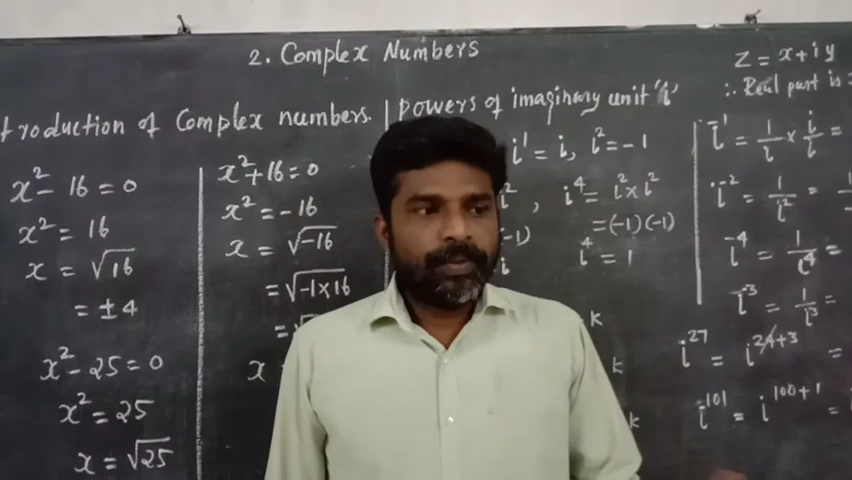 2. Complex Numbers
troduction of Complex numbers.
x² - 16 = 0
x² = 16
x = √16
= ± 4
x² - 25 = 0
x² = 25
x = √25
x² + 16 = 0
x² = -16
x = √-16
= √-1×16
= √
x
powers of imaginary unit 'i'
i¹ = i, i² = -1
i² , i⁴ = i² × i²
-1) = (-1)(-1)
i i⁴ = 1
k
k
k
z = x + i y
∴ Real part is =
i⁻¹ = 1/i × i/i =
i⁻² = 1/i² =
i⁻⁴ = 1/i⁴ =
i⁻³ = 1/i³ =
i²⁷ = i²⁴⁺³ =
i¹⁰¹ = i¹⁰⁰⁺¹ =